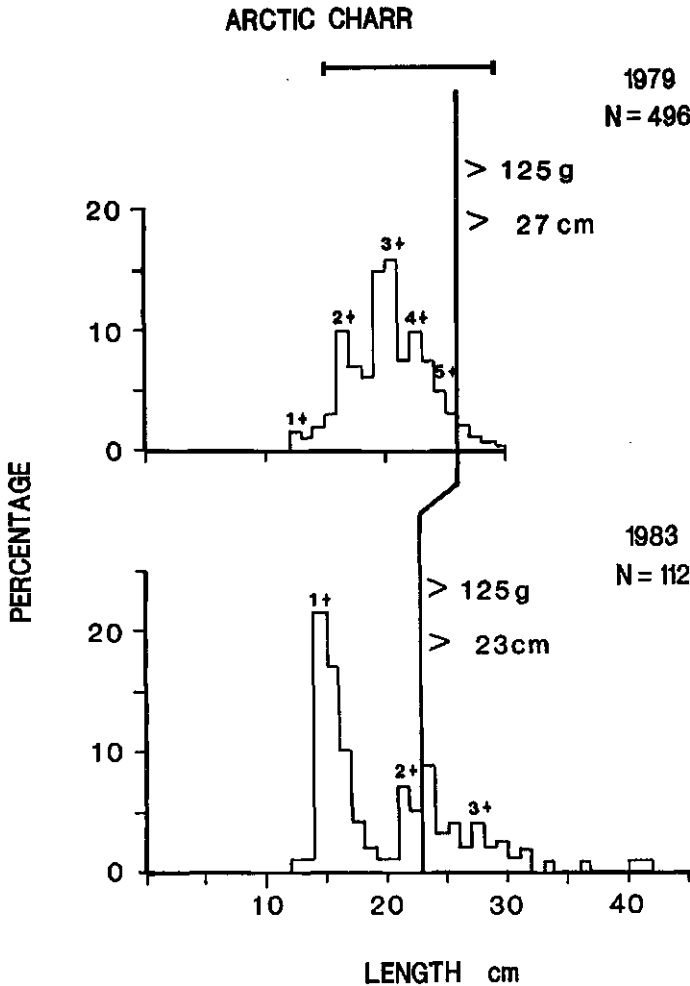 ARCTIC CHARR
1979
N = 496
> 125 g
> 27 cm
20
10
0
1+
2+
3+
4+
5+
PERCENTAGE
1983
N = 112
> 125g
> 23cm
20
10
0
1+
2+
3+
10 20 30 40
LENGTH cm